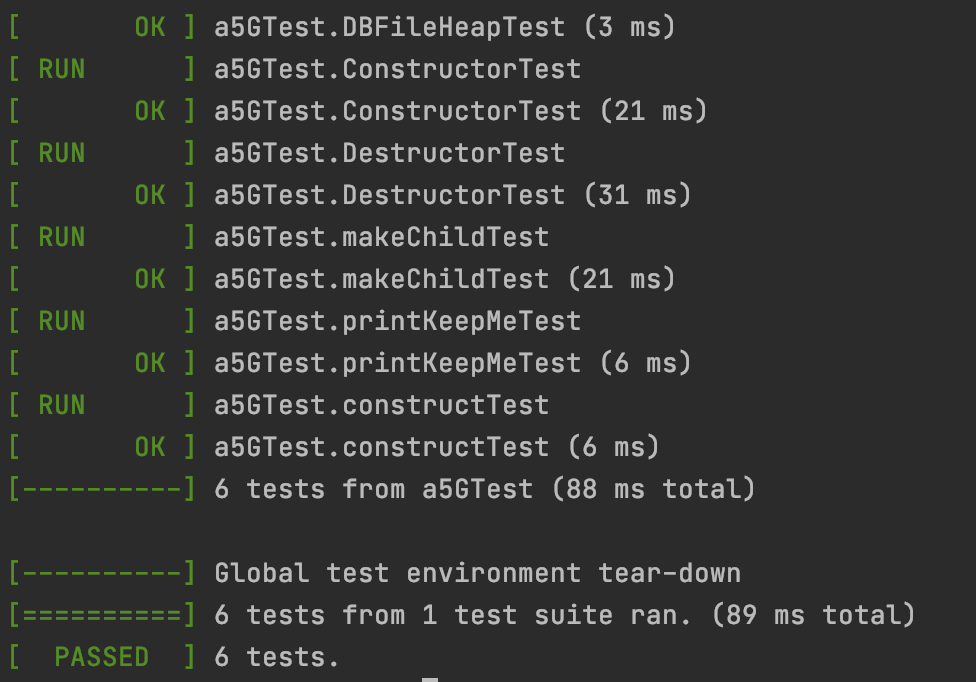 [       OK ] a5GTest.DBFileHeapTest (3 ms)
[ RUN      ] a5GTest.ConstructorTest
[       OK ] a5GTest.ConstructorTest (21 ms)
[ RUN      ] a5GTest.DestructorTest
[       OK ] a5GTest.DestructorTest (31 ms)
[ RUN      ] a5GTest.makeChildTest
[       OK ] a5GTest.makeChildTest (21 ms)
[ RUN      ] a5GTest.printKeepMeTest
[       OK ] a5GTest.printKeepMeTest (6 ms)
[ RUN      ] a5GTest.constructTest
[       OK ] a5GTest.constructTest (6 ms)
[----------] 6 tests from a5GTest (88 ms total)
[----------] Global test environment tear-down
[==========] 6 tests from 1 test suite ran. (89 ms total)
[  PASSED  ] 6 tests.